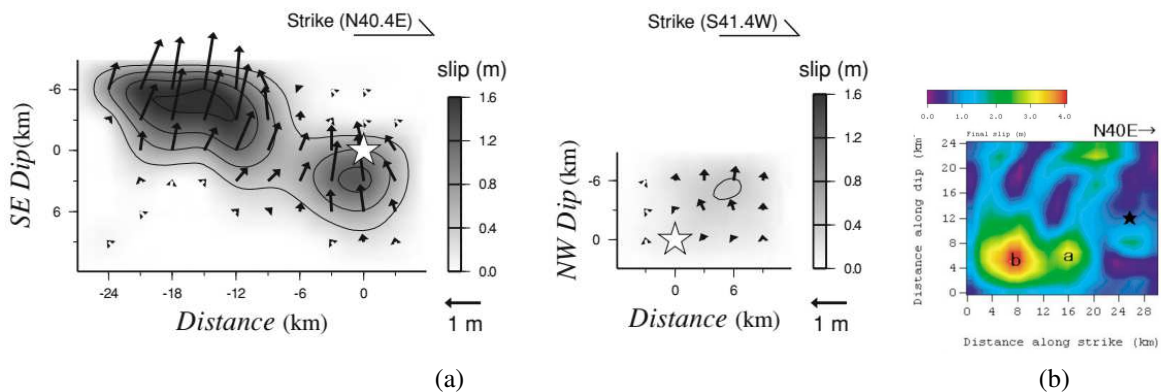 Strike (N40.4E)
slip (m)
1.6
1.2
0.8
0.4
0.0
1 m
SE Dip(km)
-6
0
6
-24 -18 -12 -6 0
Distance (km)
Strike (S41.4W)
slip (m)
1.6
1.2
0.8
0.4
0.0
1 m
NW Dip (km)
-6
0
0 6
Distance (km)
(a)
0.0 1.0 2.0 3.0 4.0
Final slip (m)
N40E→
Distance along dip (km
24
20
16
12
8
4
0
b a
0 4 8 12 16 20 24 28
Distance along strike (km)
(b)